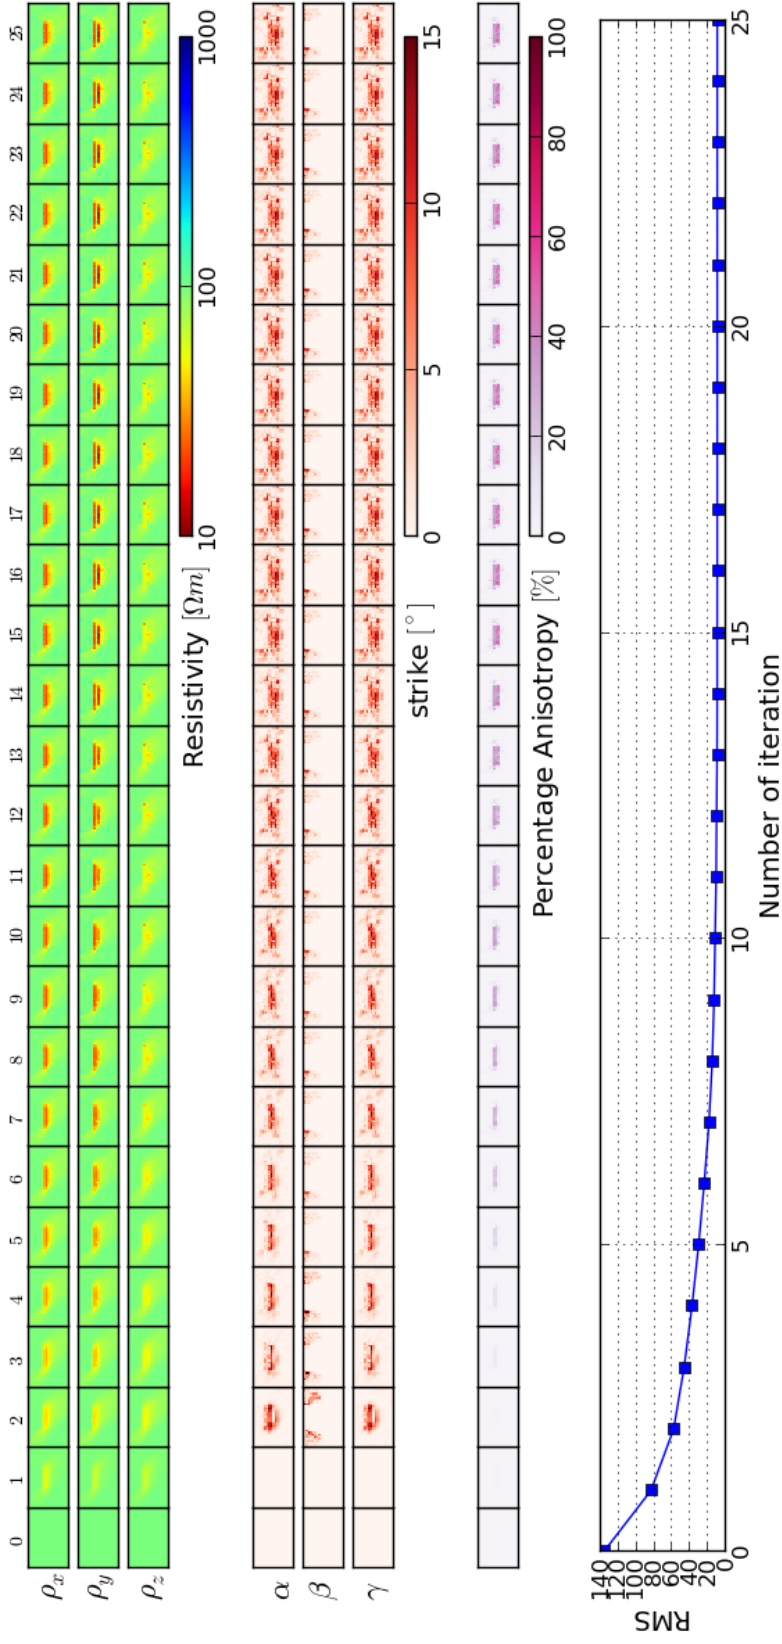 0 1 2 3 4 5 6 7 8 9 10 11 12 13 14 15 16 17 18 19 20 21 22 23 24 25
ρx
ρy
ρz
10 100 1000
Resistivity [Ωm]
α
β
γ
0 5 10 15
strike [°]
0 20 40 60 80 100
Percentage Anisotropy [%]
140
120
100
80
60
40
20
0
RMS
0 5 10 15 20 25
Number of iteration